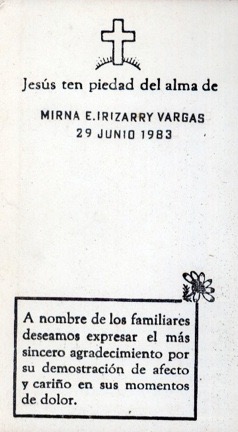 Jesús ten piedad del alma de
MIRNA E.IRIZARRY VARGAS
29 JUNIO 1983
A nombre de los familiares
deseamos expresar el más
sincero agradecimiento por
su demostración de afecto
y cariño en sus momentos
de dolor.